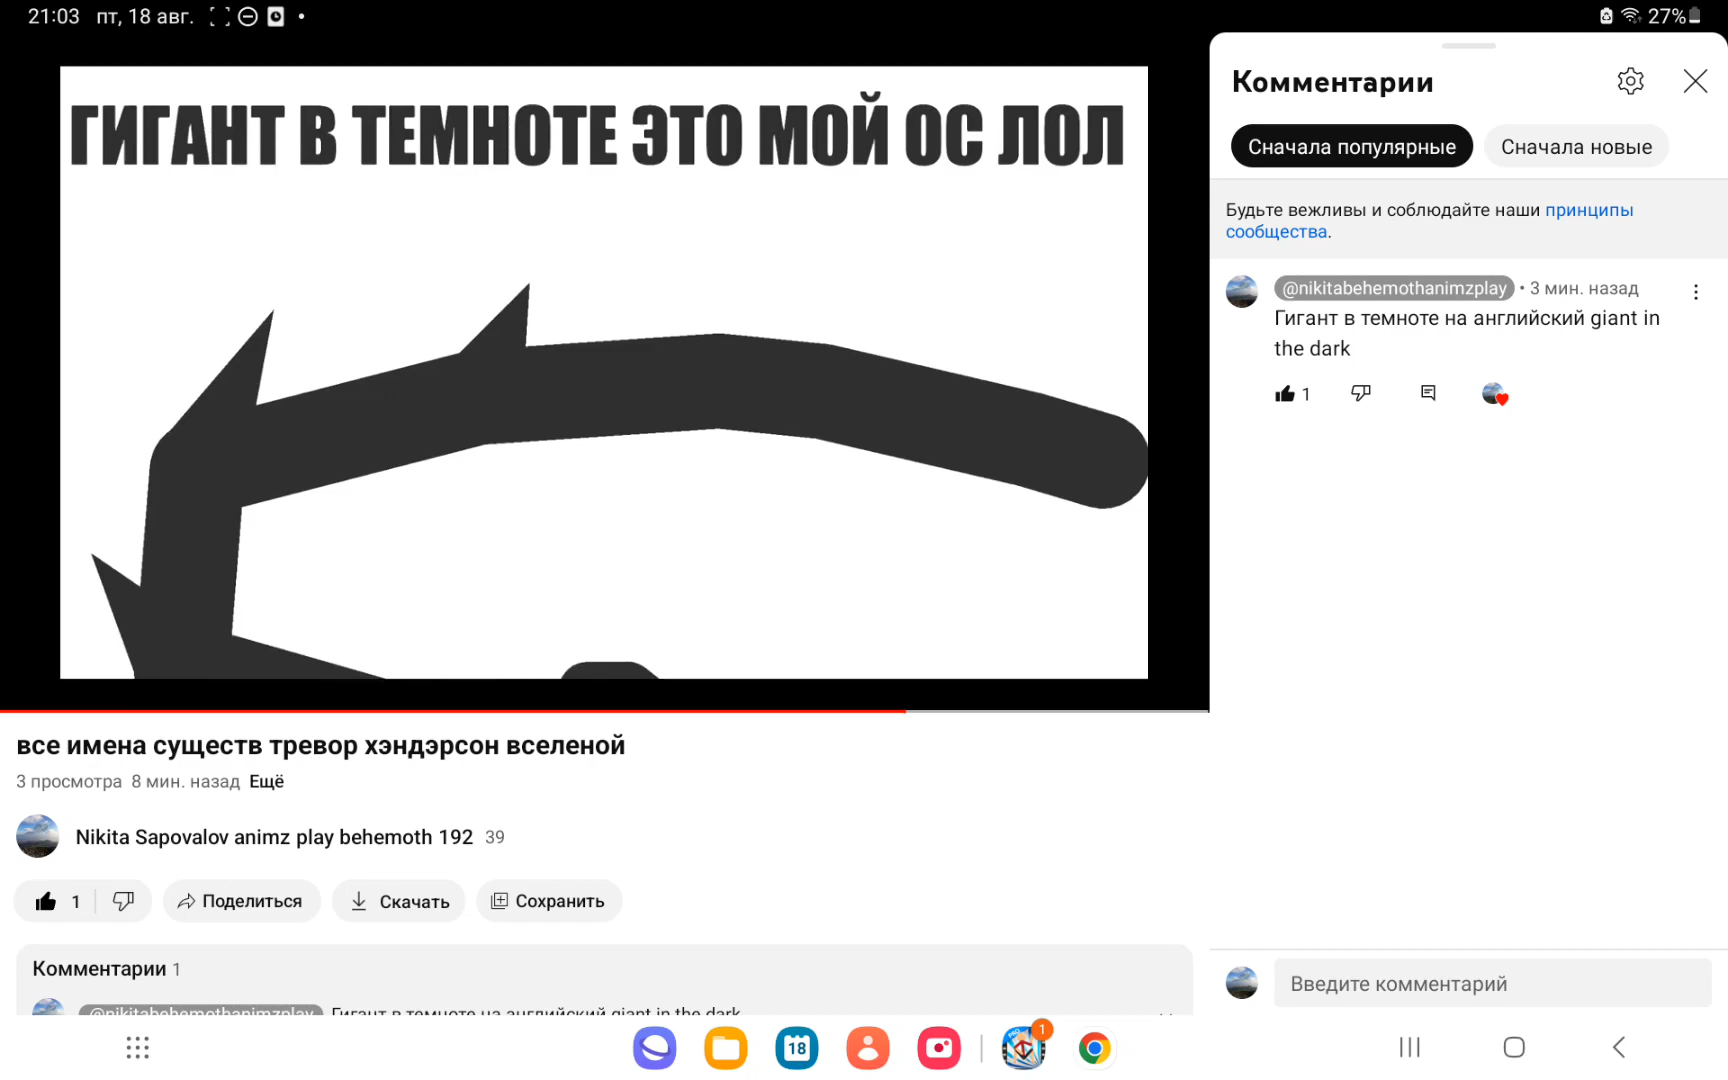 21:03 пт, 18 авг.
27%
ГИГАНТ В ТЕМНОТЕ ЭТО МОЙ ОС ЛОЛ
все имена существ тревор хэндэрсон вселеной
3 просмотра 8 мин. назад Ещё
Nikita Sapovalov animz play behemoth 192 39
1 Поделиться Скачать Сохранить
Комментарии 1
@nikitabehemothanimzplay Гигант в темноте на английский giant in the dark
Комментарии
Сначала популярные Сначала новые
Будьте вежливы и соблюдайте наши принципы
сообщества.
@nikitabehemothanimzplay • 3 мин. назад
Гигант в темноте на английский giant in
the dark
1
Введите комментарий
18
1